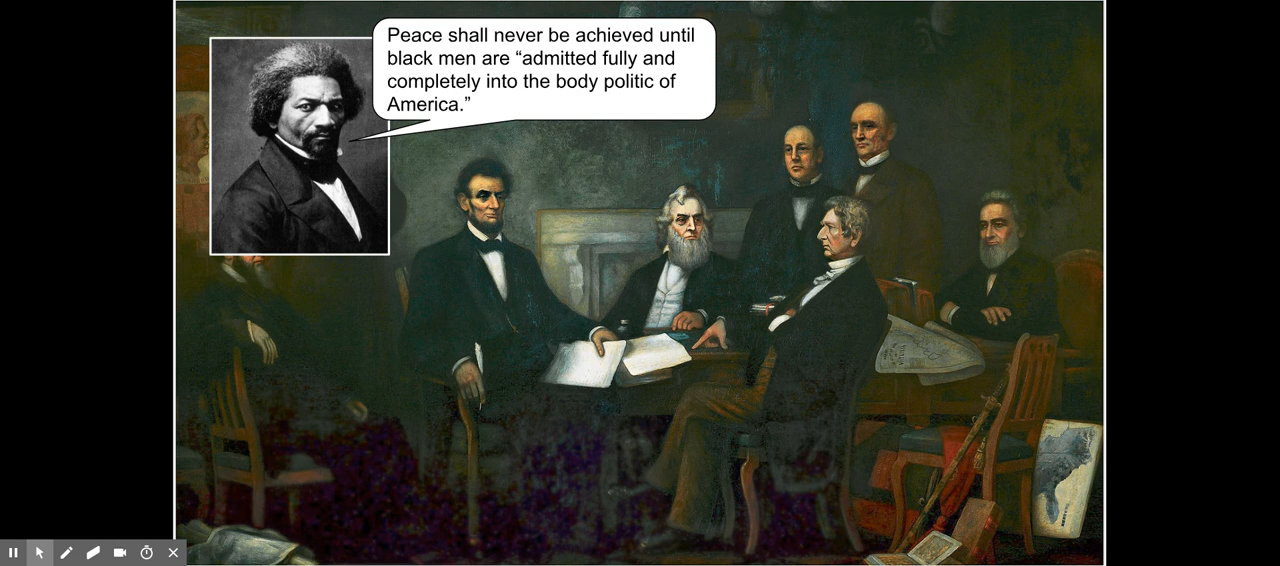 Peace shall never be achieved until
black men are “admitted fully and
completely into the body politic of
America.”